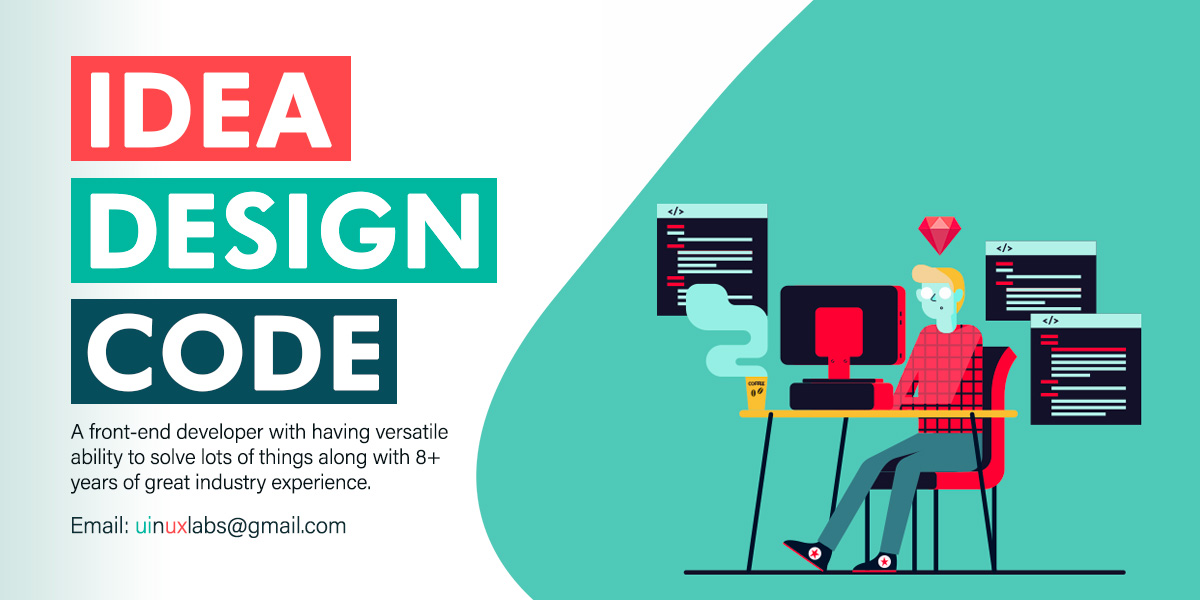 IDEA
DESIGN
CODE
A front-end developer with having versatile
ability to solve lots of things along with 8+
years of great industry experience.
Email: uinuxlabs@gmail.com
</>
</>
</>
COFFEE